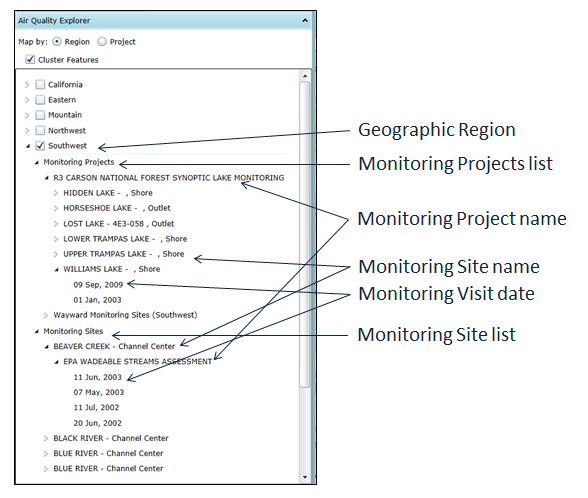 Air Quality Explorer
Map by: Region Project
Cluster Features
California
Eastern
Mountain
Northwest
Southwest
Monitoring Projects
R3 CARSON NATIONAL FOREST SYNOPTIC LAKE MONITORING
HIDDEN LAKE - , Shore
HORSESHOE LAKE - , Outlet
LOST LAKE - 4E3-058 , Outlet
LOWER TRAMPAS LAKE - , Shore
UPPER TRAMPAS LAKE - , Shore
WILLIAMS LAKE - , Shore
09 Sep, 2009
01 Jan, 2003
Wayward Monitoring Sites (Southwest)
Monitoring Sites
BEAVER CREEK - Channel Center
EPA WADEABLE STREAMS ASSESSMENT
11 Jun, 2003
07 May, 2003
11 Jul, 2002
20 Jun, 2002
BLACK RIVER - Channel Center
BLUE RIVER - Channel Center
BLUE RIVER - Channel Center
Geographic Region
Monitoring Projects list
Monitoring Project name
Monitoring Site name
Monitoring Visit date
Monitoring Site list